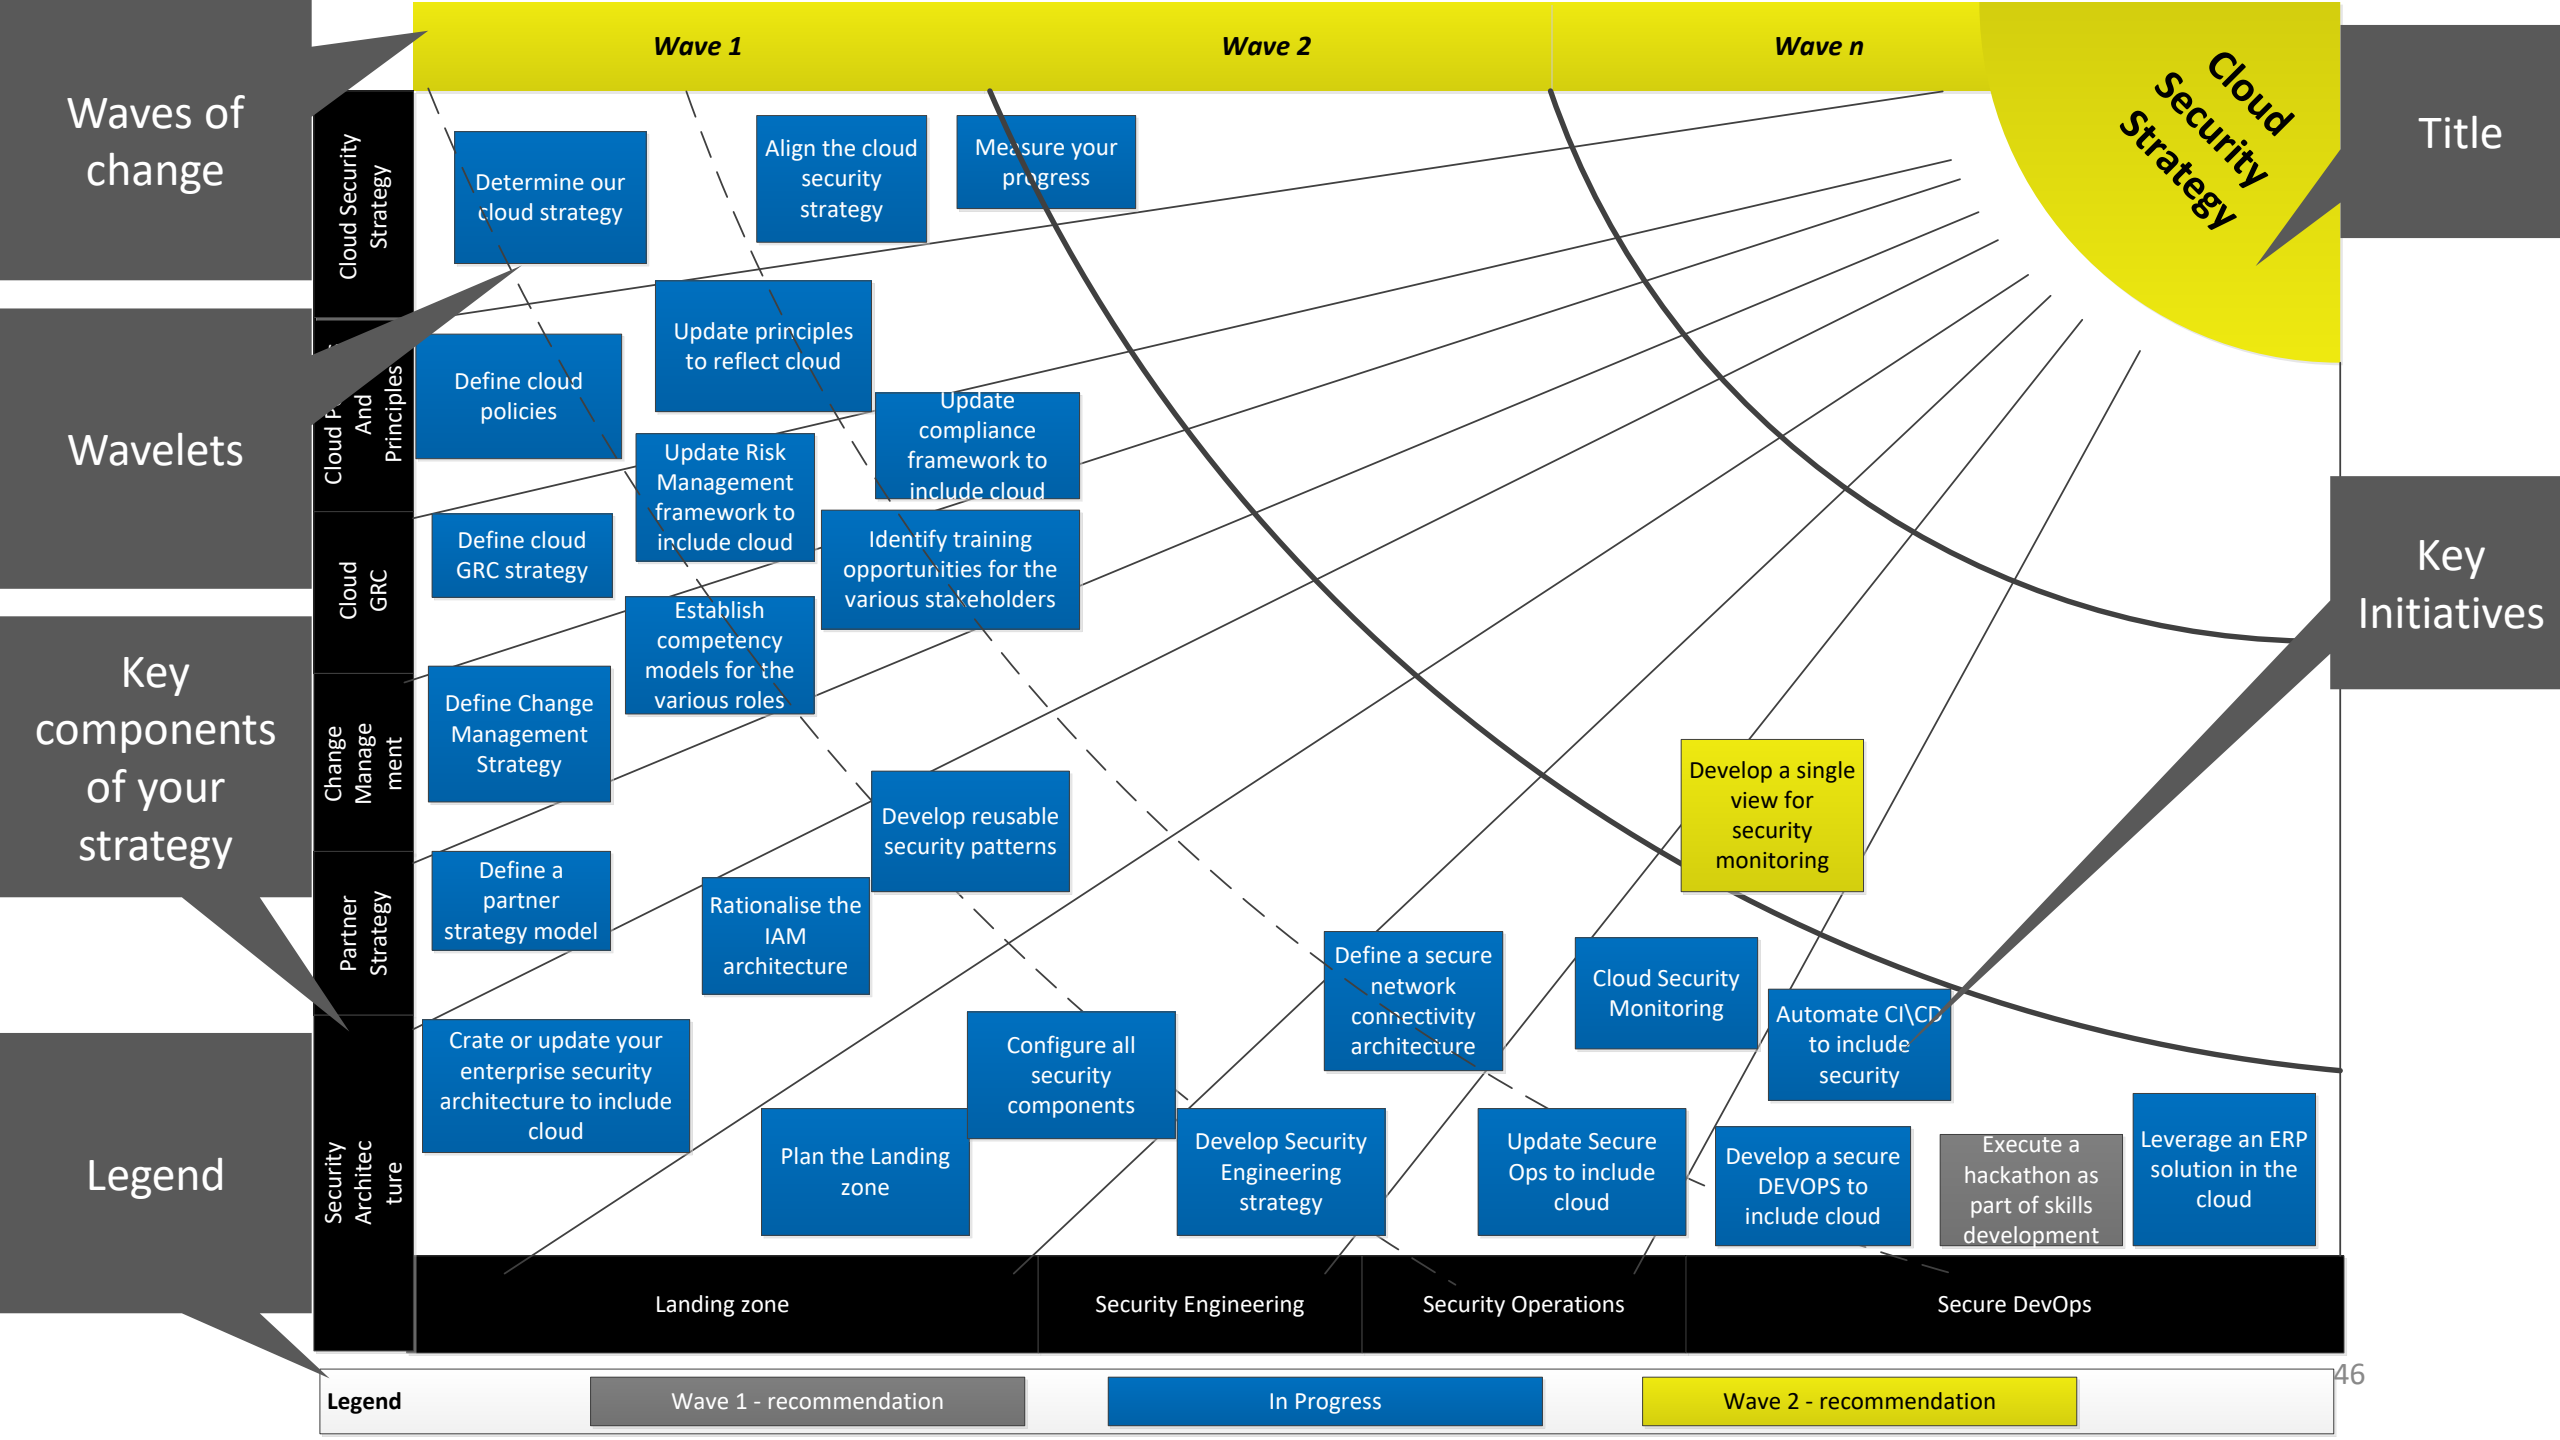 Wave 1
Wave 2
Wave n
Cloud
Security
Strategy
Waves of
change
Wavelets
Key
components
of your
strategy
Legend
Title
Key
Initiatives
Cloud Security
Strategy
Cloud
And
Principles
Cloud
GRC
Change
Manage
ment
Partner
Strategy
Security
Architec
ture
Determine our
cloud strategy
Align the cloud
security
strategy
Measure your
progress
Define cloud
policies
Update principles
to reflect cloud
Update
compliance
framework to
include cloud
Update Risk
Management
framework to
include cloud
Define cloud
GRC strategy
Identify training
opportunities for the
various stakeholders
Establish
competency
models for the
various roles
Define Change
Management
Strategy
Develop a single
view for
security
monitoring
Develop reusable
security patterns
Define a
partner
strategy model
Rationalise the
IAM
architecture
Define a secure
network
connectivity
architecture
Cloud Security
Monitoring
Automate CI\CD
to include
security
Crate or update your
enterprise security
architecture to include
cloud
Configure all
security
components
Plan the Landing
zone
Develop Security
Engineering
strategy
Update Secure
Ops to include
cloud
Develop a secure
DEVOPS to
include cloud
Execute a
hackathon as
part of skills
development
Leverage an ERP
solution in the
cloud
Landing zone
Security Engineering
Security Operations
Secure DevOps
46
Legend
Wave 1 - recommendation
In Progress
Wave 2 - recommendation